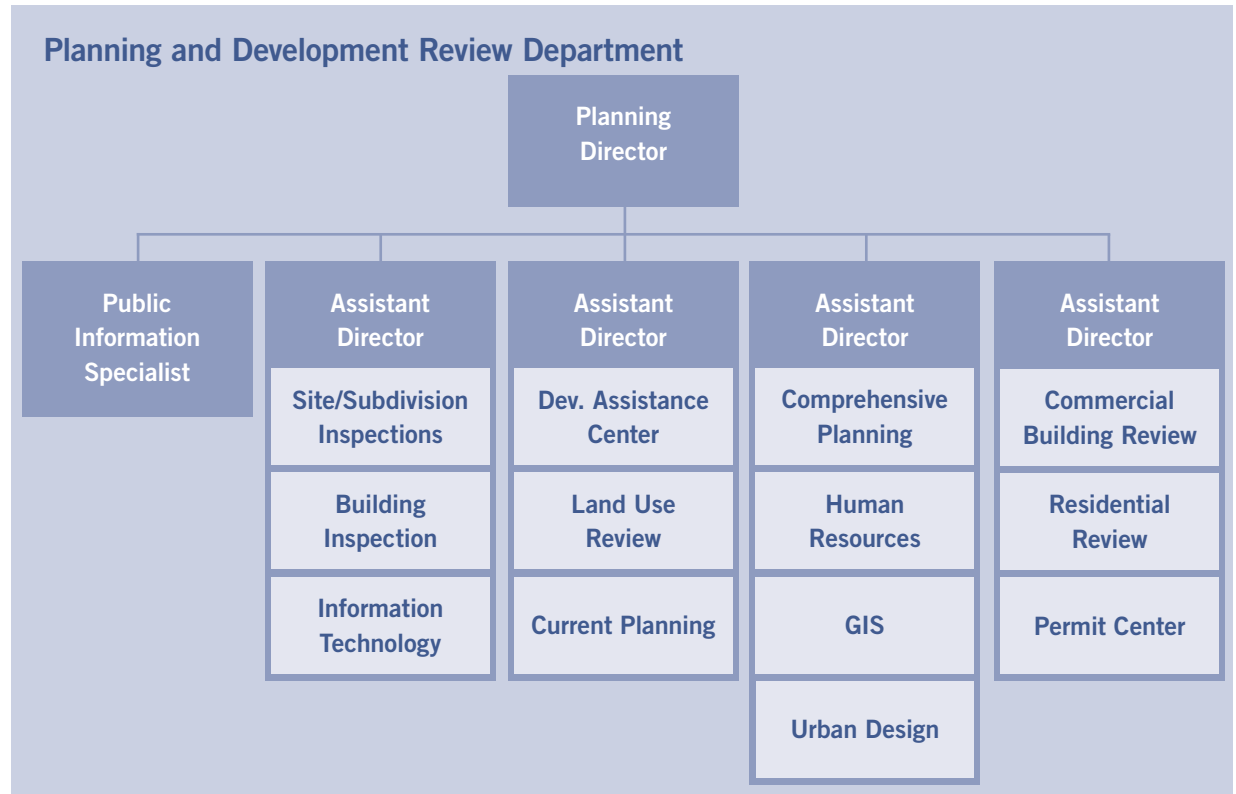 Planning and Development Review Department
Planning
Director
Public
Information
Specialist
Assistant
Director
Site/Subdivision
Inspections
Building
Inspection
Information
Technology
Assistant
Director
Dev. Assistance
Center
Land Use
Review
Current Planning
Assistant
Director
Comprehensive
Planning
Human
Resources
GIS
Urban Design
Assistant
Director
Commercial
Building Review
Residential
Review
Permit Center